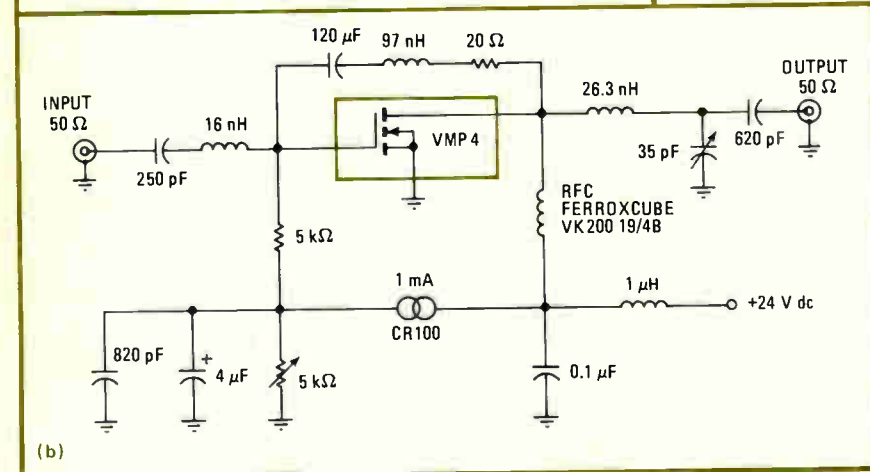 120 μF
97 nH
20 Ω
INPUT
50 Ω
16 nH
250 pF
VMP 4
26.3 nH
OUTPUT
50 Ω
35 pF
620 pF
RFC
FERROXCUBE
VK200 19/4B
5 kΩ
1 mA
CR100
1 μH
+24 V dc
820 pF
+
4 μF
5 kΩ
0.1 μF
(b)